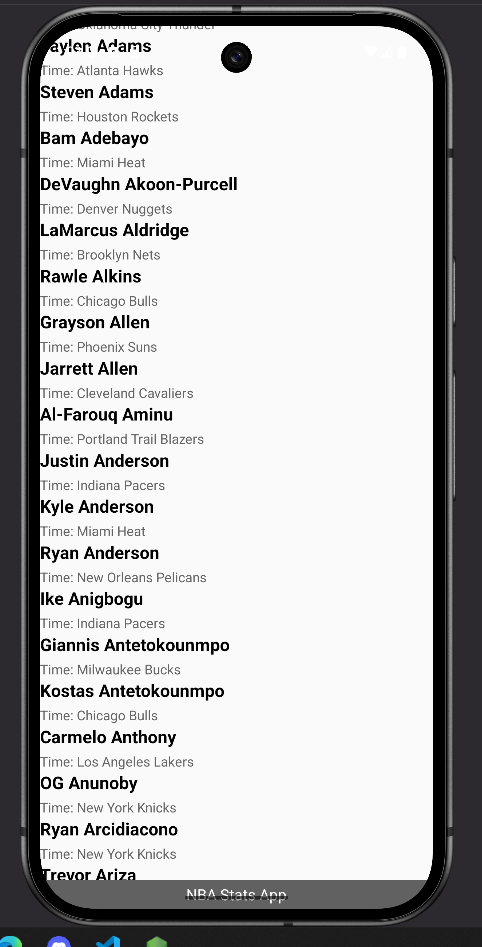 Oklahoma City Thunder
Jaylen Adams
Time: Atlanta Hawks
Steven Adams
Time: Houston Rockets
Bam Adebayo
Time: Miami Heat
DeVaughn Akoon-Purcell
Time: Denver Nuggets
LaMarcus Aldridge
Time: Brooklyn Nets
Rawle Alkins
Time: Chicago Bulls
Grayson Allen
Time: Phoenix Suns
Jarrett Allen
Time: Cleveland Cavaliers
Al-Farouq Aminu
Time: Portland Trail Blazers
Justin Anderson
Time: Indiana Pacers
Kyle Anderson
Time: Miami Heat
Ryan Anderson
Time: New Orleans Pelicans
Ike Anigbogu
Time: Indiana Pacers
Giannis Antetokounmpo
Time: Milwaukee Bucks
Kostas Antetokounmpo
Time: Chicago Bulls
Carmelo Anthony
Time: Los Angeles Lakers
OG Anunoby
Time: New York Knicks
Ryan Arcidiacono
Time: New York Knicks
Trevor Ariza
NBA Stats App